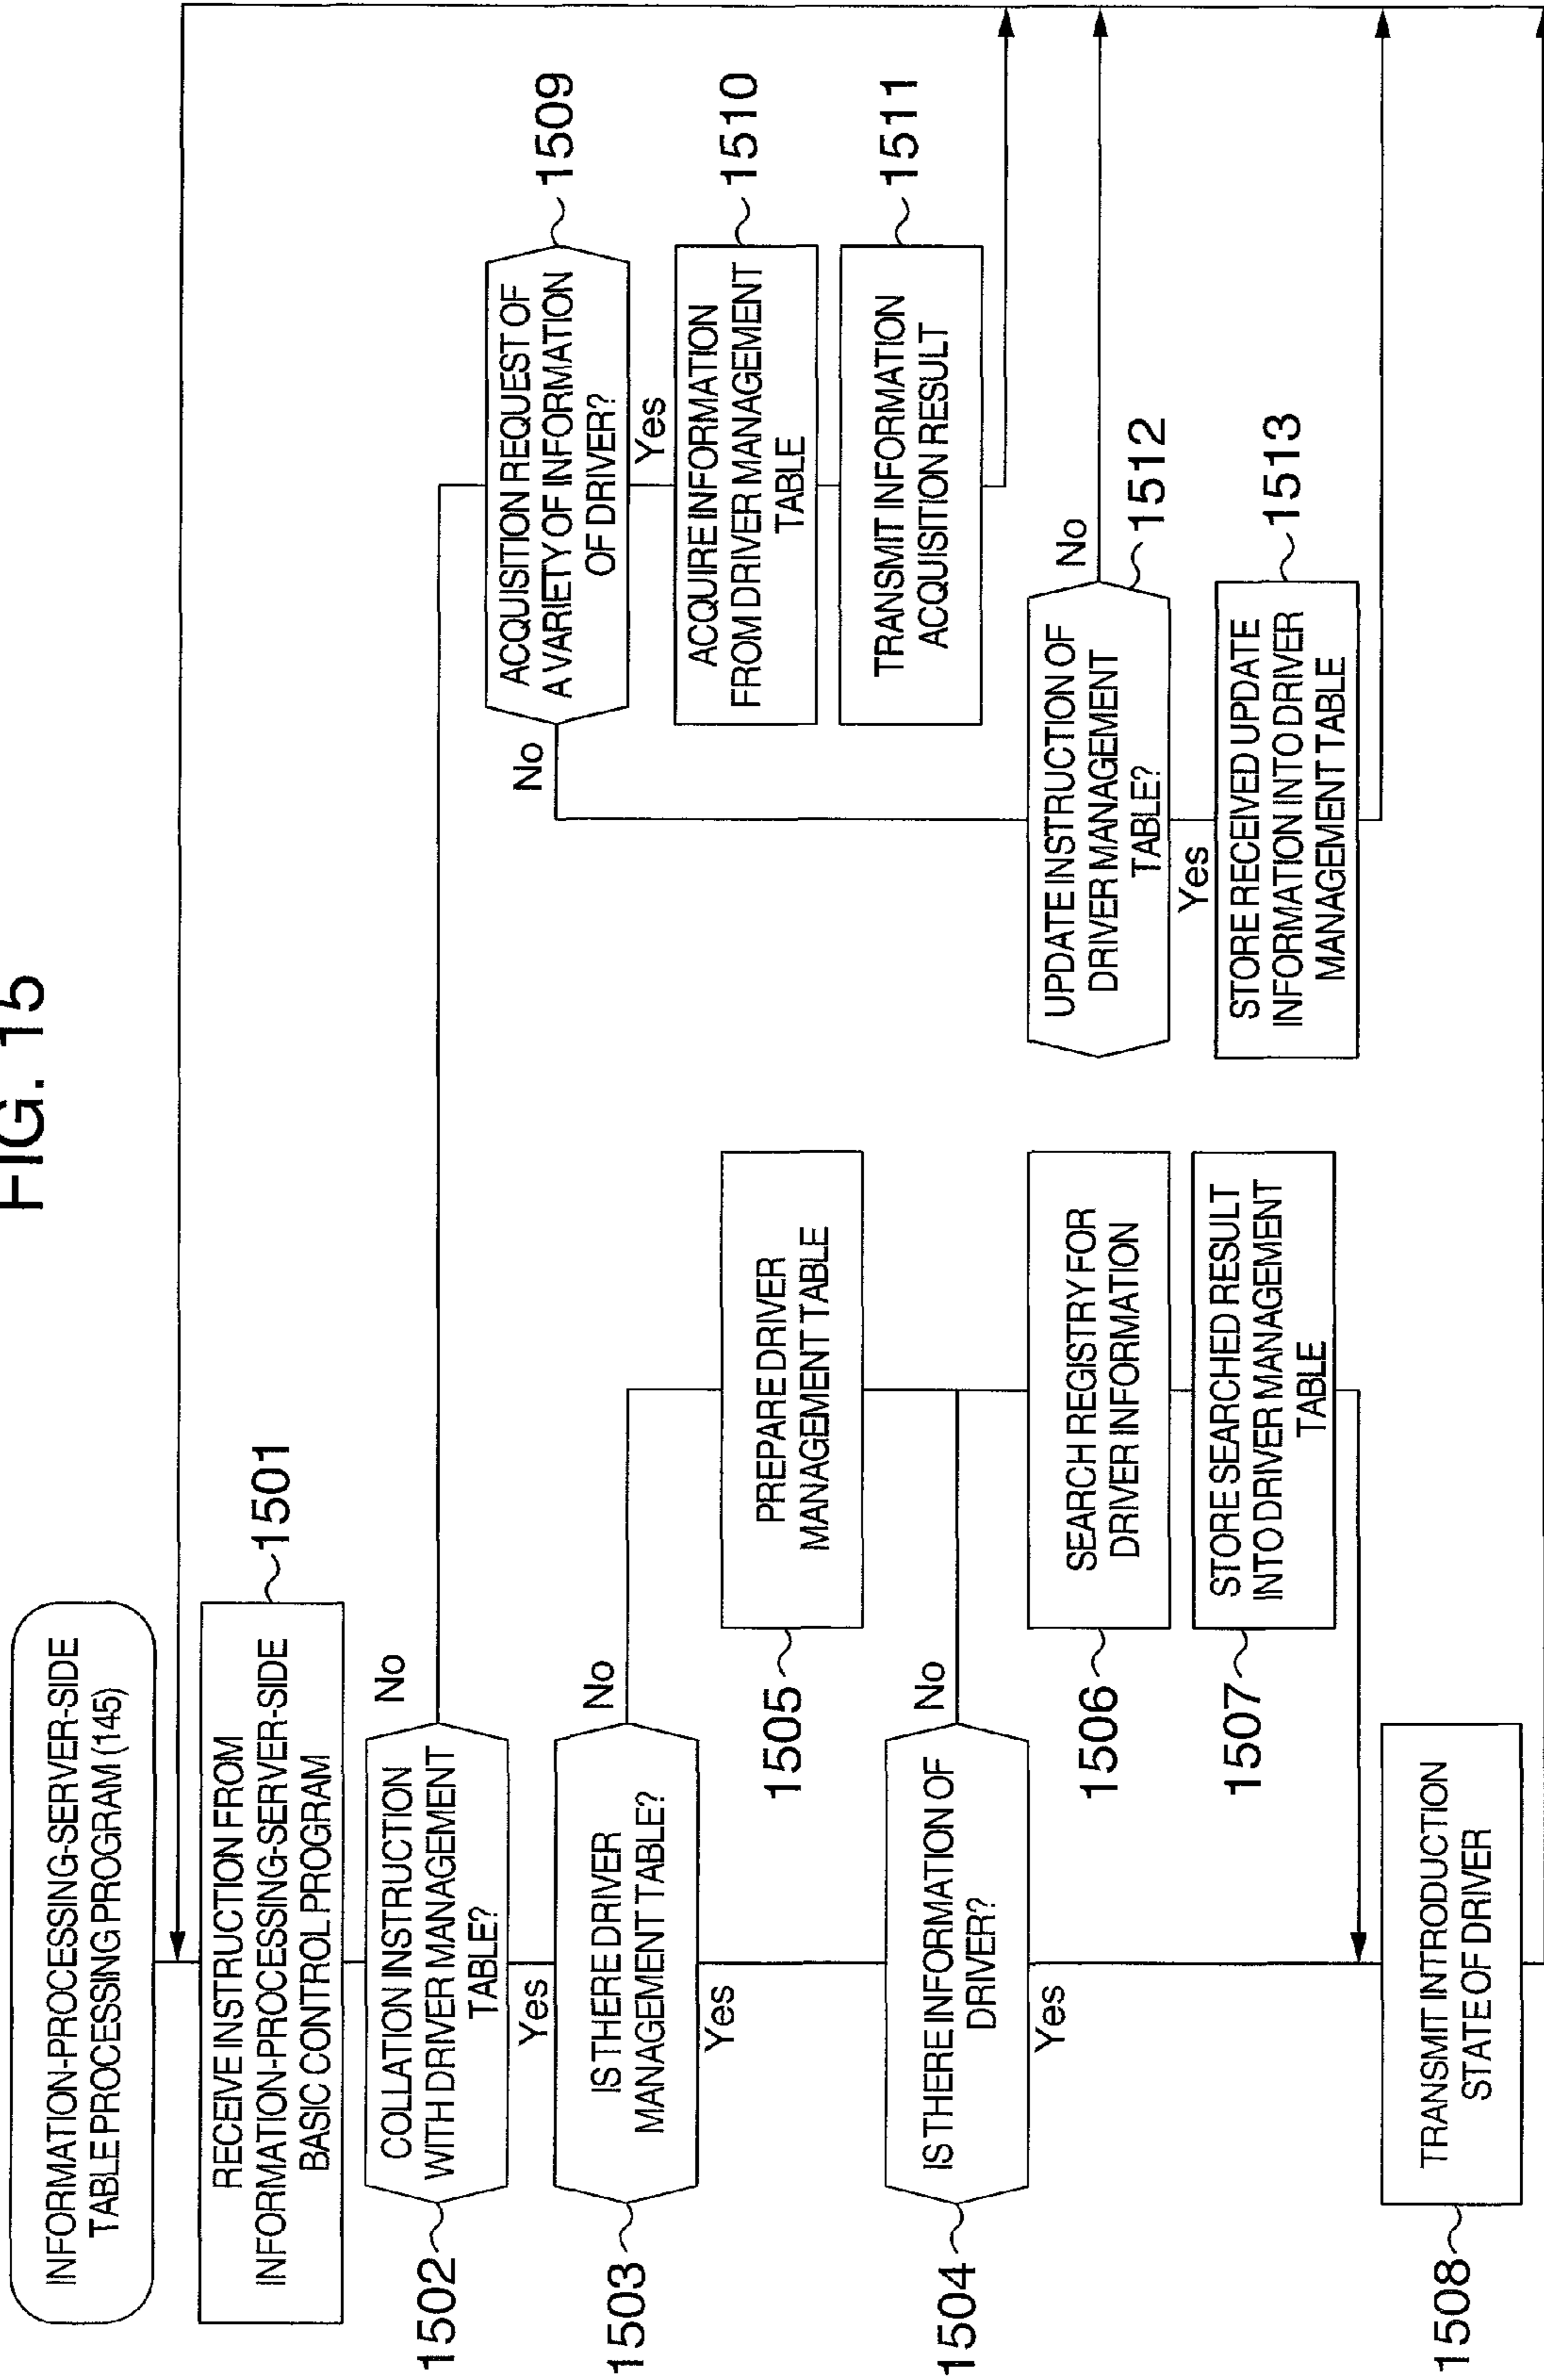 FIG. 15
INFORMATION-PROCESSING-SERVER-SIDE
TABLE PROCESSING PROGRAM (145)
RECEIVE INSTRUCTION FROM
INFORMATION-PROCESSING-SERVER-SIDE
BASIC CONTROL PROGRAM
1501
COLLATION INSTRUCTION
WITH DRIVER MANAGEMENT
TABLE?
1502
No
Yes
IS THERE DRIVER
MANAGEMENT TABLE?
1503
No
Yes
PREPARE DRIVER
MANAGEMENT TABLE
1505
IS THERE INFORMATION OF
DRIVER?
1504
No
Yes
SEARCH REGISTRY FOR
DRIVER INFORMATION
1506
STORE SEARCHED RESULT
INTO DRIVER MANAGEMENT
TABLE
1507
TRANSMIT INTRODUCTION
STATE OF DRIVER
1508
ACQUISITION REQUEST OF
A VARIETY OF INFORMATION
OF DRIVER?
1509
No
Yes
ACQUIRE INFORMATION
FROM DRIVER MANAGEMENT
TABLE
1510
TRANSMIT INFORMATION
ACQUISITION RESULT
1511
UPDATE INSTRUCTION OF
DRIVER MANAGEMENT
TABLE?
1512
No
Yes
STORE RECEIVED UPDATE
INFORMATION INTO DRIVER
MANAGEMENT TABLE
1513